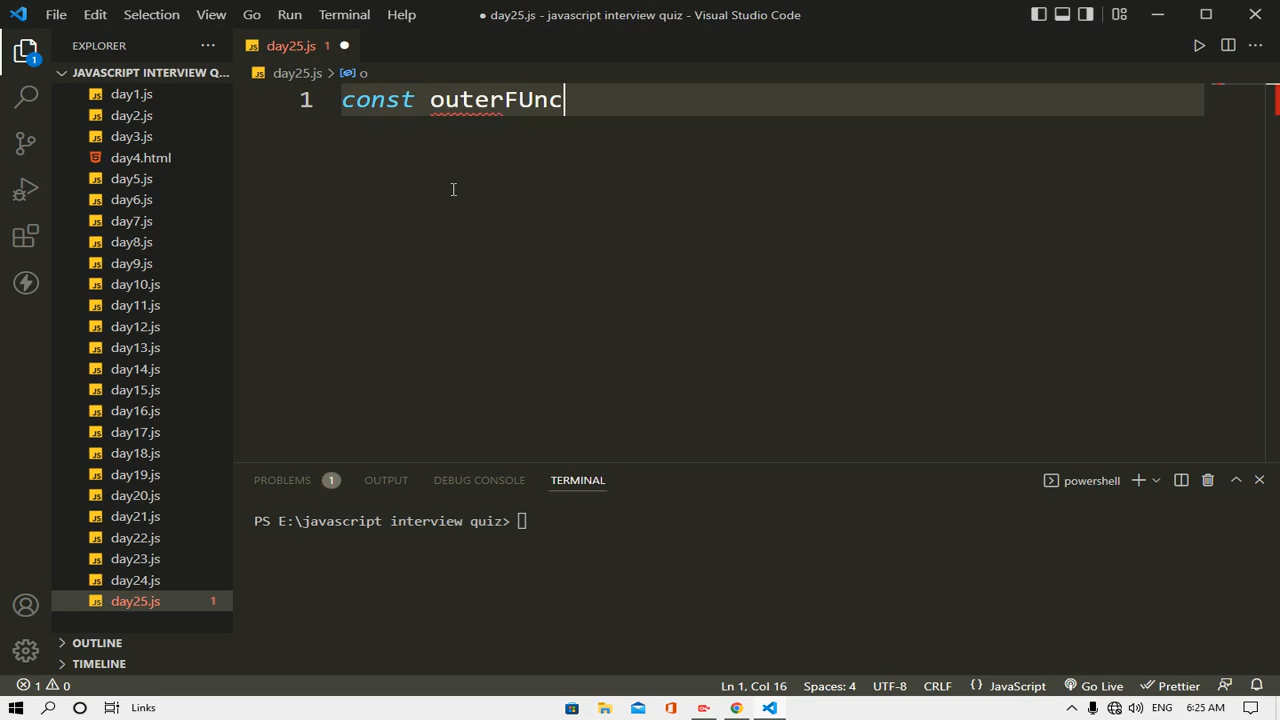 File Edit Selection View Go Run Terminal Help
● day25.js - javascript interview quiz - Visual Studio Code
1
EXPLORER
JAVASCRIPT INTERVIEW Q...
day1.js
day2.js
day3.js
day4.html
day5.js
day6.js
day7.js
day8.js
day9.js
day10.js
day11.js
day12.js
day13.js
day14.js
day15.js
day16.js
day17.js
day18.js
day19.js
day20.js
day21.js
day22.js
day23.js
day24.js
day25.js 1
OUTLINE
TIMELINE
day25.js 1
day25.js > o
1 const outerFUnc
PROBLEMS 1 OUTPUT DEBUG CONSOLE TERMINAL
powershell
PS E:\javascript interview quiz>
1 0
Ln 1, Col 16 Spaces: 4 UTF-8 CRLF {} JavaScript Go Live Prettier
Links
ENG 6:25 AM